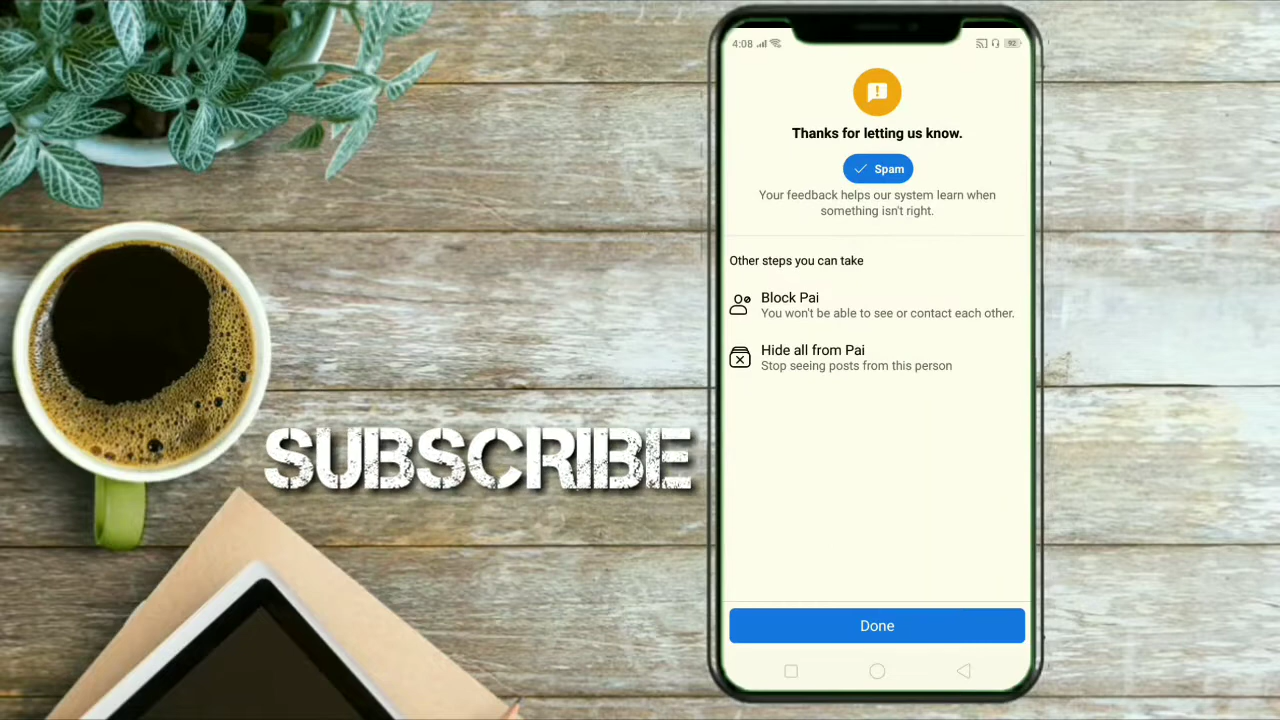 4:08
92
Thanks for letting us know.
Spam
Your feedback helps our system learn when
something isn't right.
Other steps you can take
Block Pai
You won't be able to see or contact each other.
Hide all from Pai
Stop seeing posts from this person
SUBSCRIBE
Done